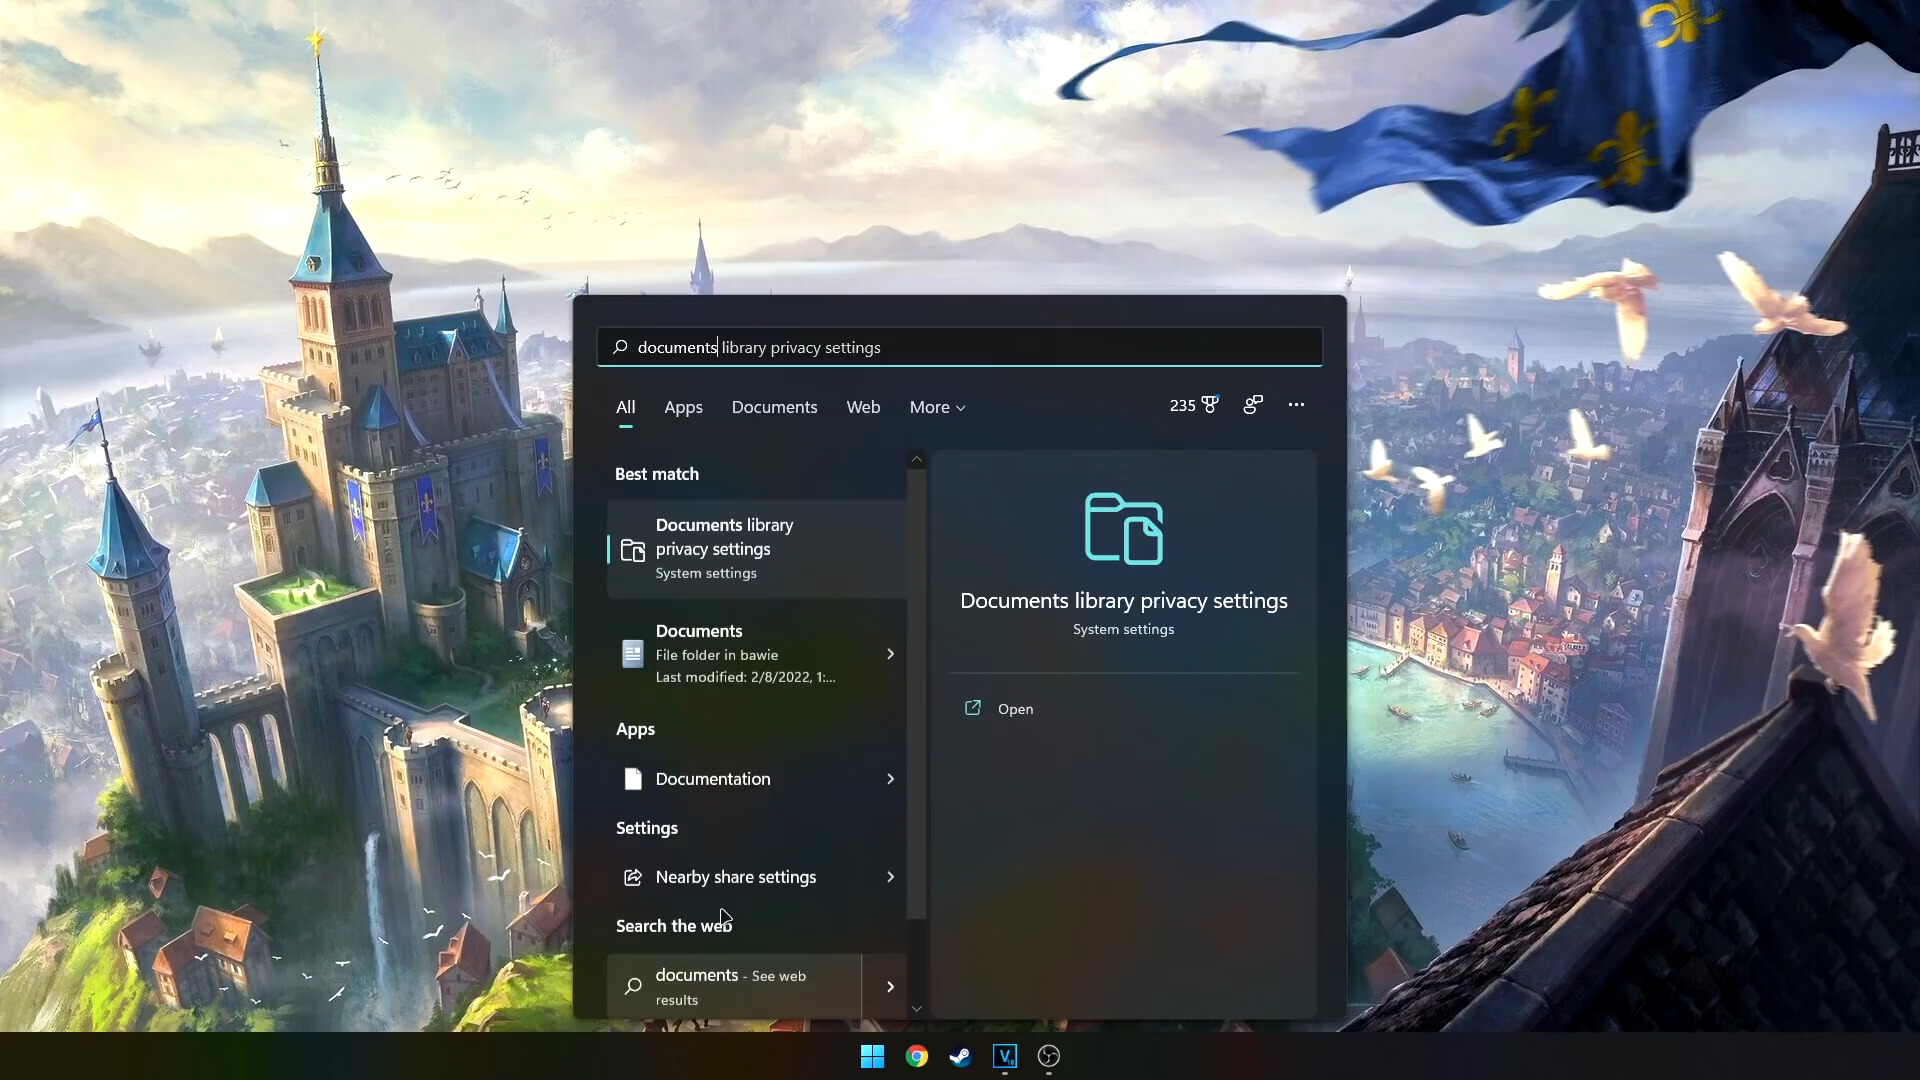 documents library privacy settings
All Apps Documents Web More 235
Best match
Documents library
privacy settings
System settings
Documents
File folder in bawie
Last modified: 2/8/2022, 1:...
Apps
Documentation
Settings
Nearby share settings
Search the web
documents - See web
results
Documents library privacy settings
System settings
Open
V
18